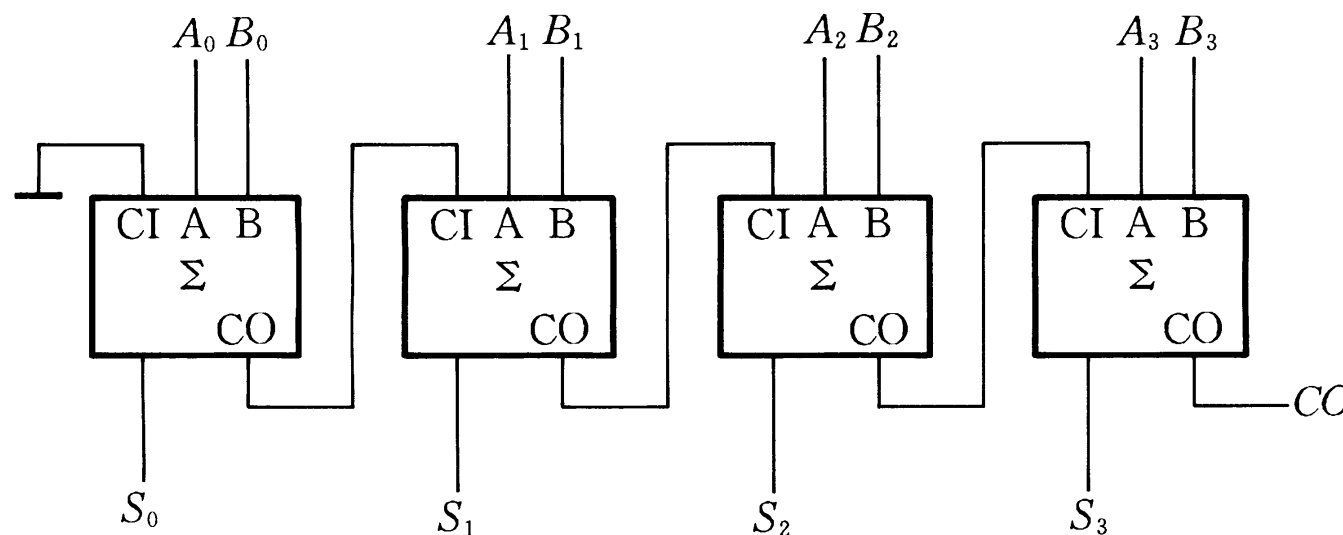 A₀ B₀ A₁ B₁ A₂ B₂ A₃ B₃
CI A B CI A B CI A B CI A B
Σ Σ Σ Σ
CO CO CO CO
CO
S₀ S₁ S₂ S₃